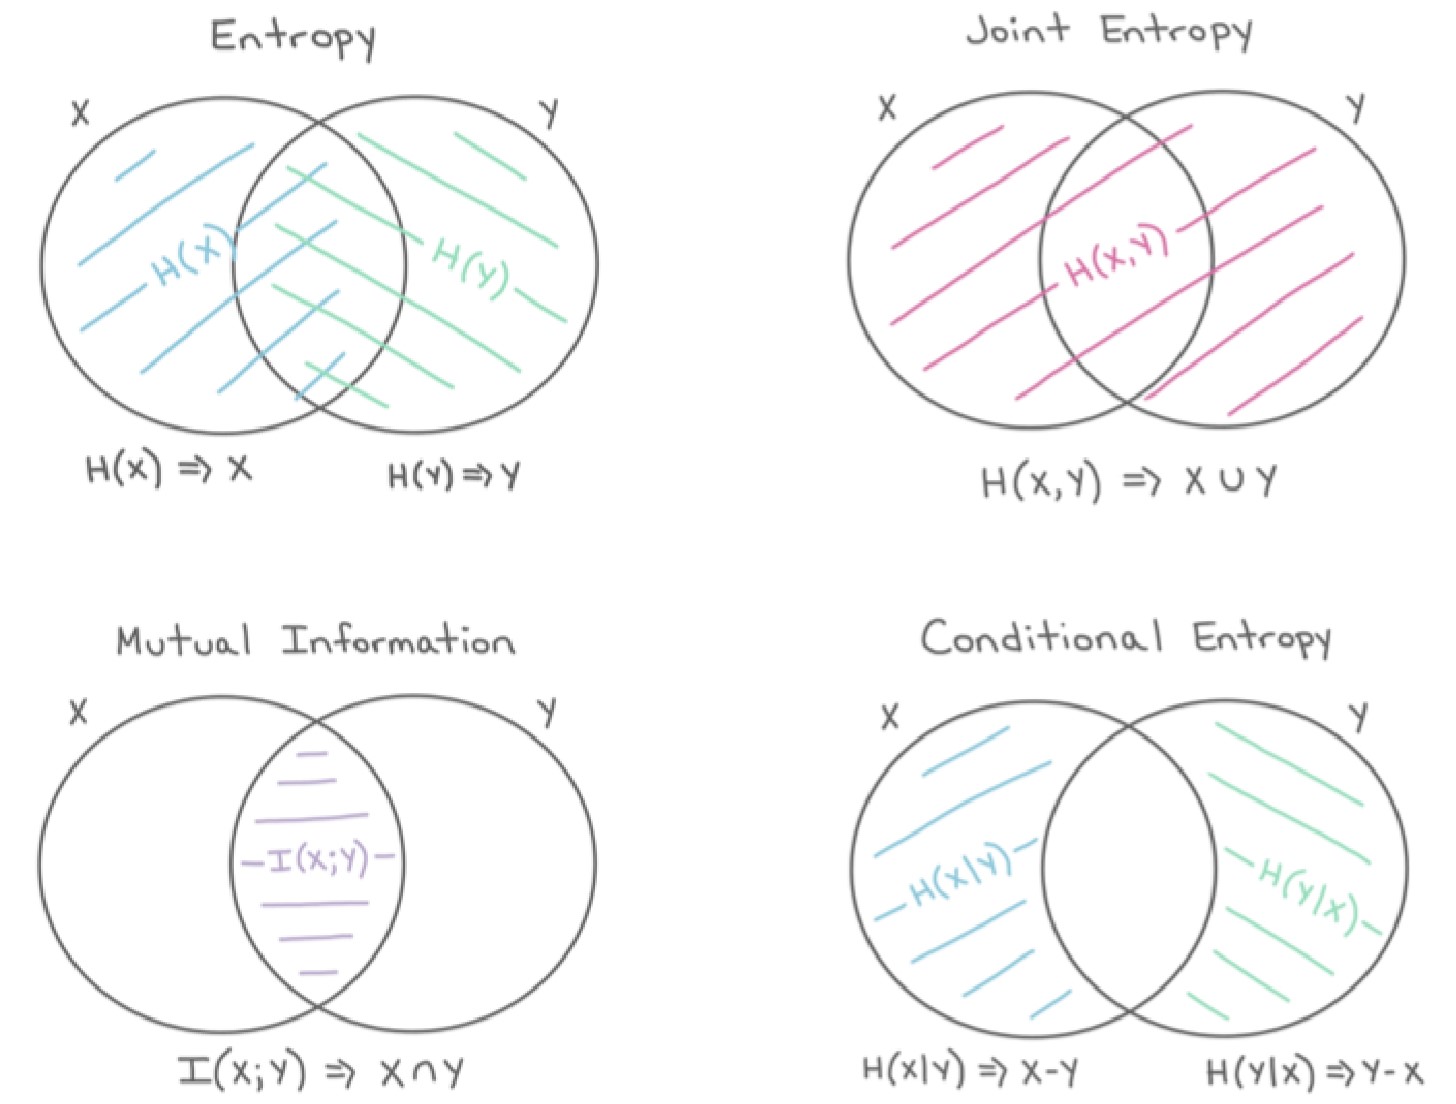 Entropy
X
Y
H(X)
H(Y)
H(X) ⇒ X
H(Y) ⇒ Y
Joint Entropy
X
Y
H(X,Y)
H(X,Y) ⇒ X ∪ Y
Mutual Information
X
Y
I(X;Y)
I(X;Y) ⇒ X∩Y
Conditional Entropy
X
Y
H(X|Y)
H(Y|X)
H(X|Y) ⇒ X-Y
H(Y|X) ⇒ Y-X